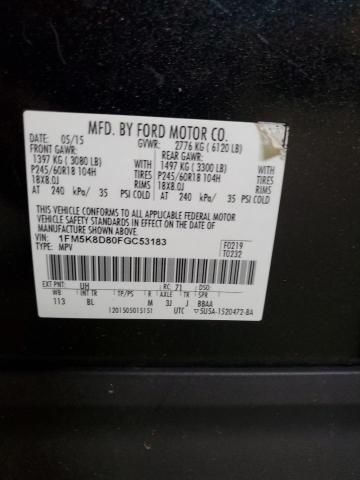 MFD. BY FORD MOTOR CO.
DATE: 05/15 GVWR: 2776 KG (6120 LB)
FRONT GAWR: REAR GAWR:
1397 KG (3080 LB) 1497 KG (3300 LB)
P245/60R18 104H TIRES P245/60R18 104H TIRES
18X8.0J RIMS 18X8.0J RIMS
AT 240 kPa/ 35 PSI COLD AT 240 kPa/ 35 PSI COLD
THIS VEHICLE CONFORMS TO ALL APPLICABLE FEDERAL MOTOR
VEHICLE SAFETY STANDARDS IN EFFECT ON THE DATE OF
MANUFACTURE SHOWN ABOVE.
VIN: 1FM5K8D80FGC53183 F0219
TYPE: MPV T0232
EXT PNT: UH RC: 71 DSO:
WB INT TR TP/PS R AXLE TR SPR
113 BL M 3J J BBAA
1201505015151 UTC 5U5A-1520472-BA